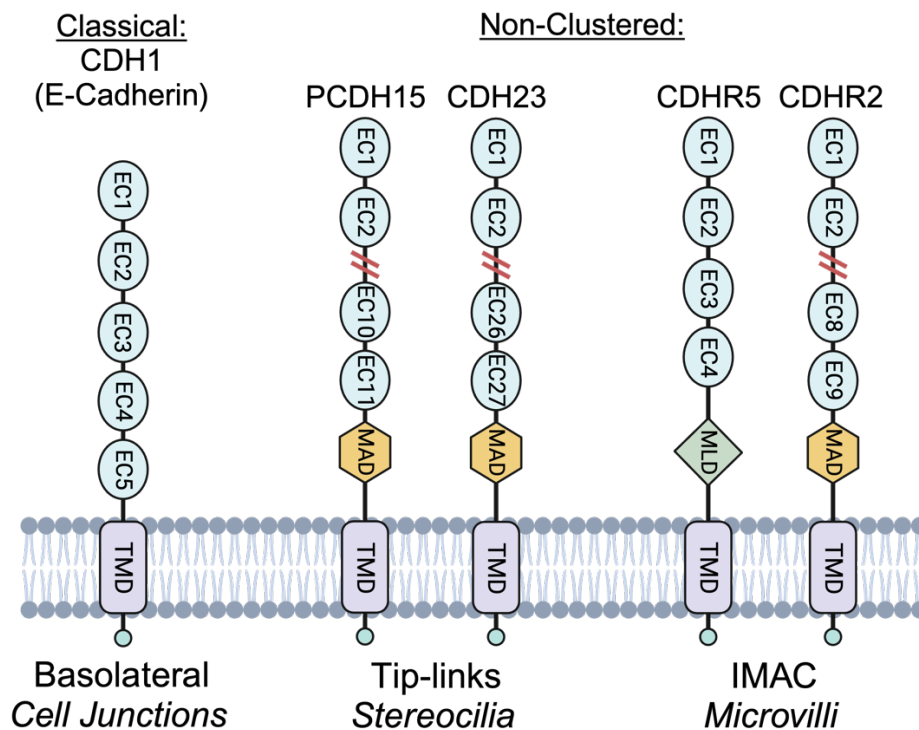 Classical:
CDH1
(E-Cadherin)
Non-Clustered:
PCDH15
CDH23
CDHR5
CDHR2
EC1
EC2
EC3
EC4
EC5
TMD
EC1
EC2
EC10
EC11
MAD
TMD
EC1
EC2
EC26
EC27
MAD
TMD
EC1
EC2
EC3
EC4
MLD
TMD
EC1
EC2
EC8
EC9
MAD
TMD
Basolateral
Cell Junctions
Tip-links
Stereocilia
IMAC
Microvilli